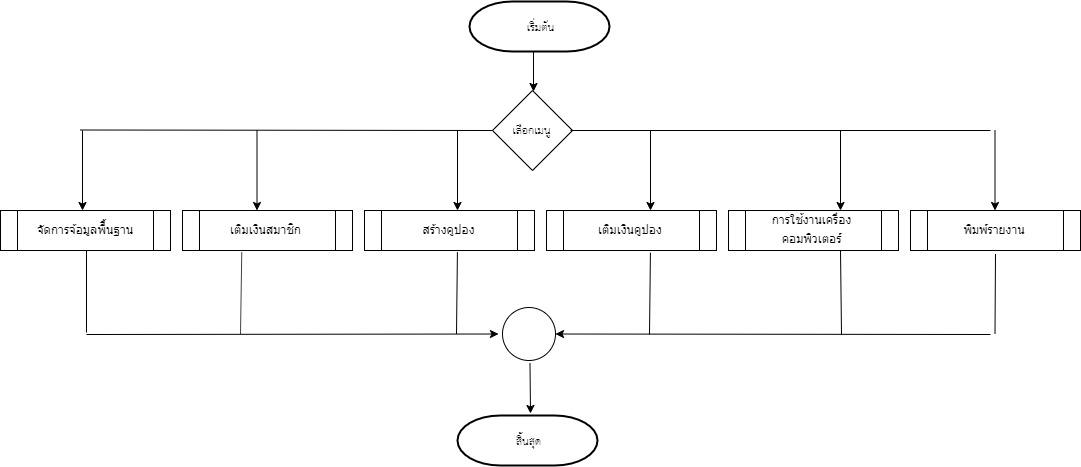 เริ่มต้น
เลือกเมนู
จัดการจ้อมูลพื้นฐาน
เติมเงินสมาชิก
สร้างคูปอง
เติมเงินคูปอง
การใช้งานเครื่อง
คอมพิวเตอร์
พิมพ์รายงาน
สิ้นสุด